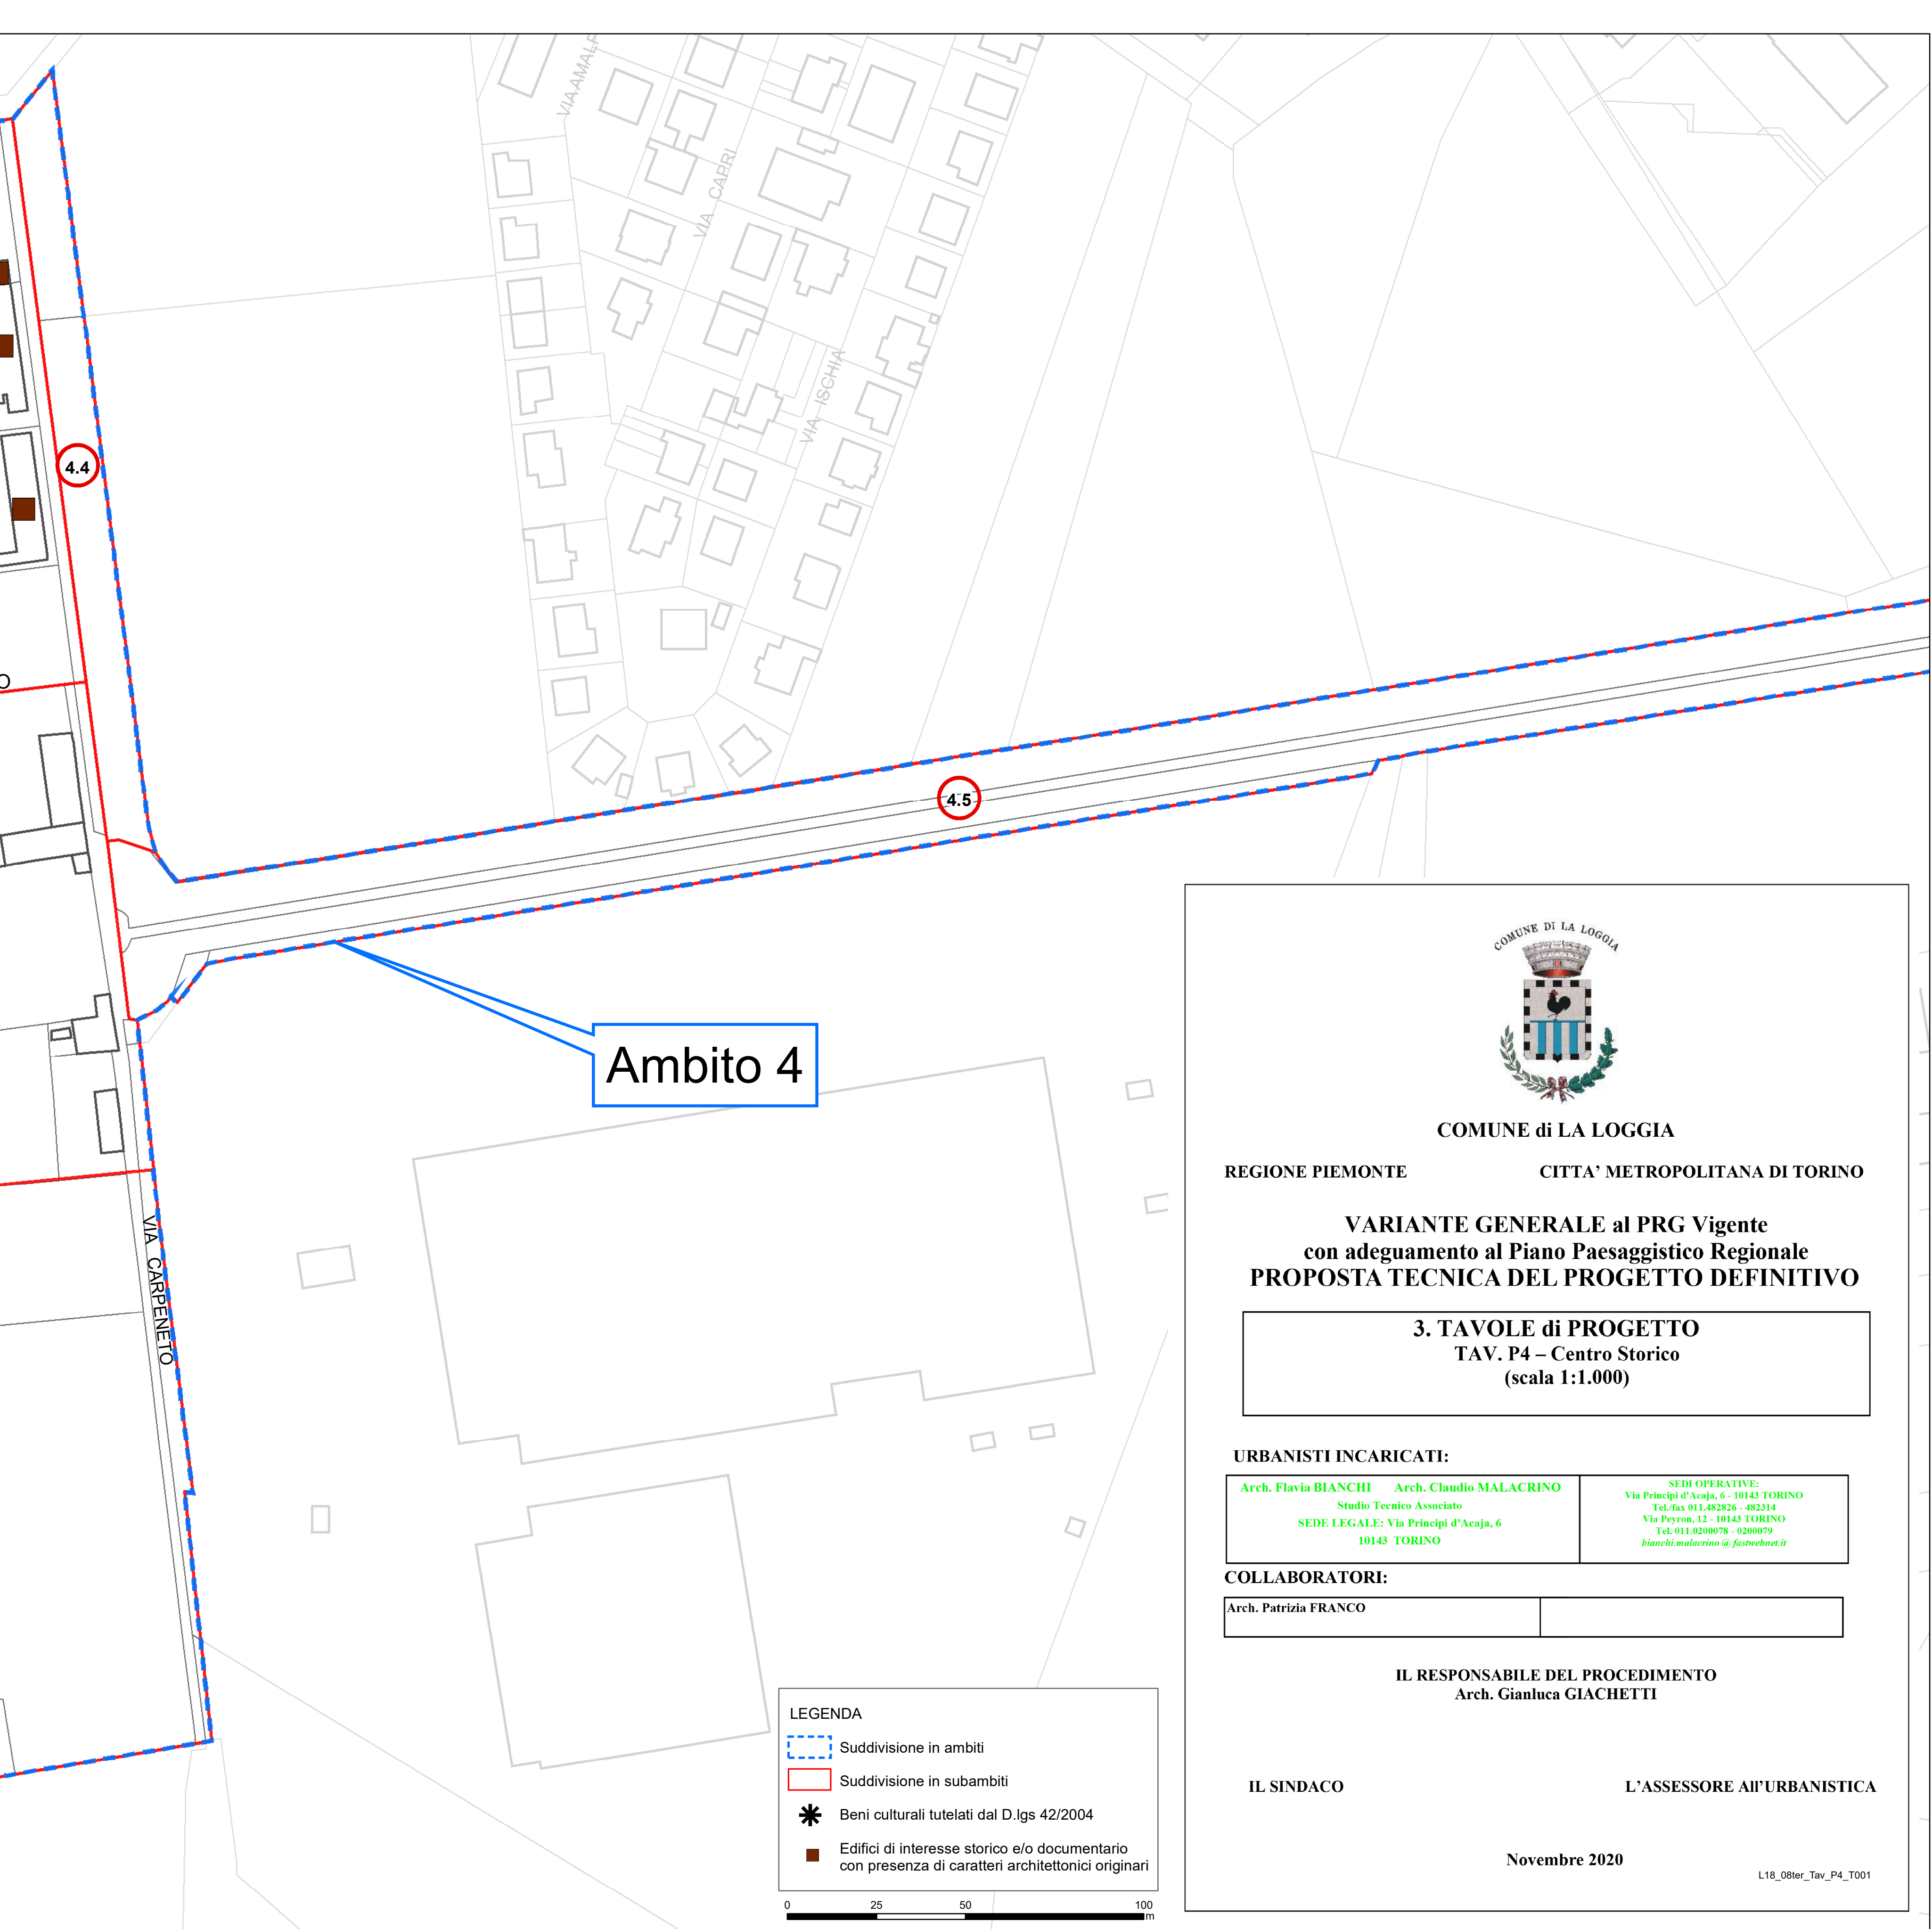 VIA AMALF
VIA CAPRI
VIA ISCHIA
4.4
O
4.5
Ambito 4
VIA CARPENETO
COMUNE DI LA LOGGIA
COMUNE di LA LOGGIA
REGIONE PIEMONTE CITTA' METROPOLITANA DI TORINO
VARIANTE GENERALE al PRG Vigente
con adeguamento al Piano Paesaggistico Regionale
PROPOSTA TECNICA DEL PROGETTO DEFINITIVO
3. TAVOLE di PROGETTO
TAV. P4 – Centro Storico
(scala 1:1.000)
URBANISTI INCARICATI:
Arch. Flavia BIANCHI Arch. Claudio MALACRINO
Studio Tecnico Associato
SEDE LEGALE: Via Principi d'Acaja, 6
10143 TORINO
SEDI OPERATIVE:
Via Principi d'Acaja, 6 - 10143 TORINO
Tel./fax 011.482826 - 482314
Via Peyron, 12 - 10143 TORINO
Tel. 011.0200078 - 0200079
bianchi.malacrino @ fastwebnet.it
COLLABORATORI:
Arch. Patrizia FRANCO
IL RESPONSABILE DEL PROCEDIMENTO
Arch. Gianluca GIACHETTI
IL SINDACO L'ASSESSORE All'URBANISTICA
Novembre 2020
L18_08ter_Tav_P4_T001
LEGENDA
Suddivisione in ambiti
Suddivisione in subambiti
Beni culturali tutelati dal D.lgs 42/2004
Edifici di interesse storico e/o documentario
con presenza di caratteri architettonici originari
0 25 50 100
m